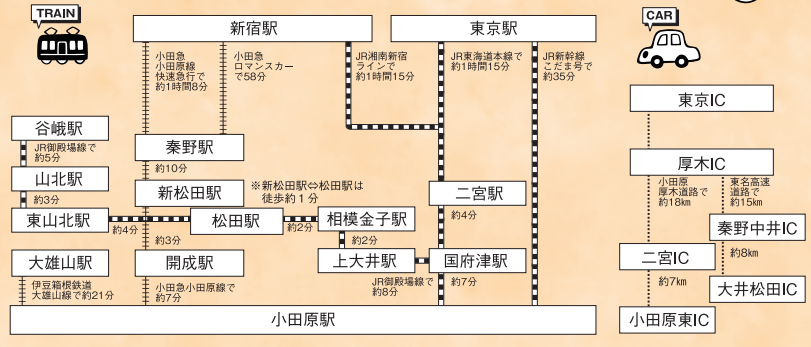 TRAIN
新宿駅
東京駅
CAR
小田急
小田原線
快速急行で
約1時間8分
小田急
ロマンスカー
で58分
JR湘南新宿
ラインで
約1時間15分
JR東海道本線で
約1時間15分
JR新幹線
こだま号で
約35分
東京IC
谷峨駅
JR御殿場線で
約5分
秦野駅
約10分
厚木IC
山北駅
約3分
新松田駅
※新松田駅⇔松田駅は
徒歩約1分
二宮駅
約4分
小田原
厚木道路で
約18km
東名高速
道路で
約15km
東山北駅
約4分
松田駅
約2分
相模金子駅
約3分
約2分
秦野中井IC
約8km
大雄山駅
開成駅
上大井駅
国府津駅
二宮IC
伊豆箱根鉄道
大雄山線で約21分
小田急小田原線で
約7分
JR御殿場線で
約8分
約7分
約7km
大井松田IC
小田原駅
小田原東IC